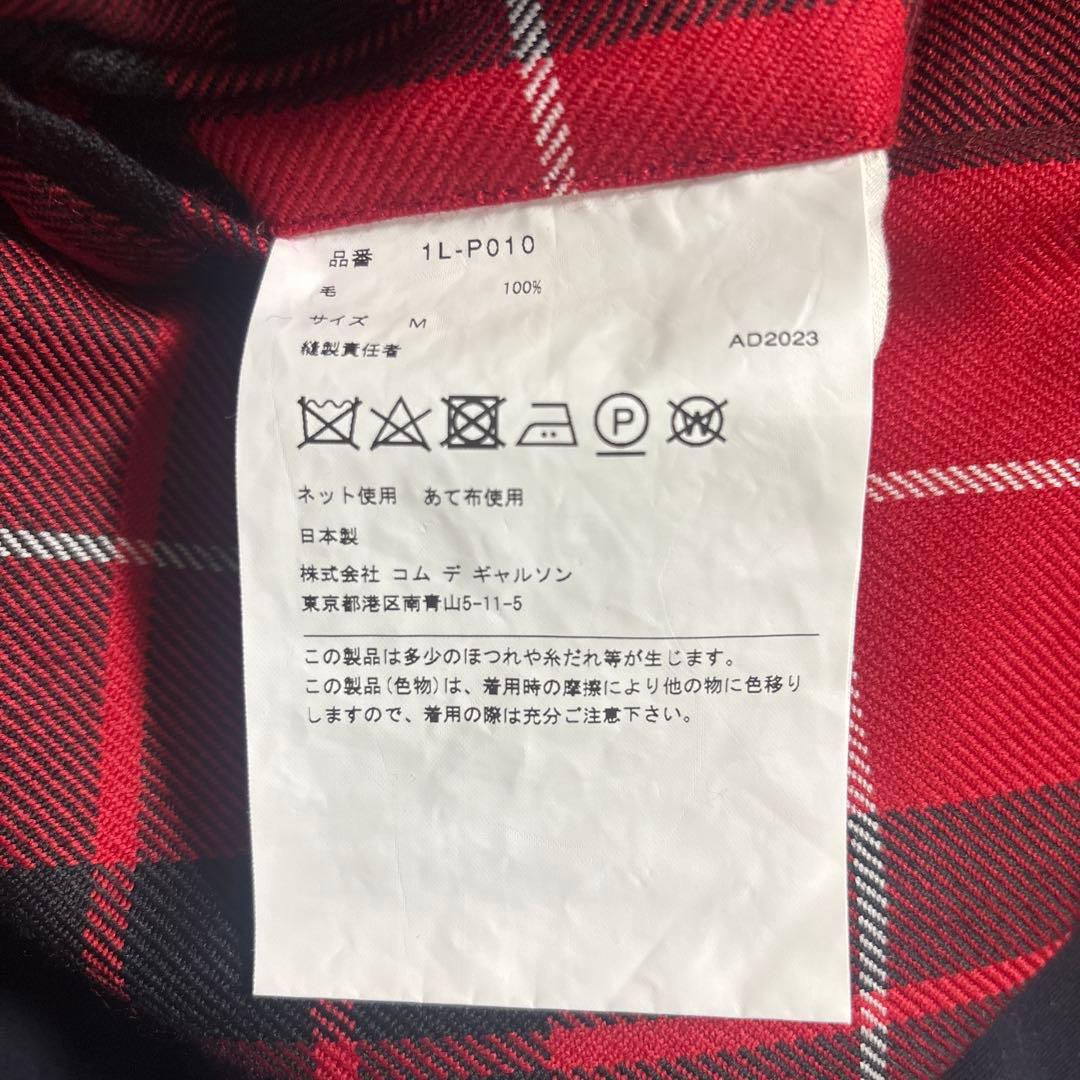 品番 1L-P010
毛 100%
サイズ M
縫製責任者 AD2023
P W
ネット使用 あて布使用
日本製
株式会社 コム デ ギャルソン
東京都港区南青山5-11-5
この製品は多少のほつれや糸だれ等が生じます。
この製品(色物)は、着用時の摩擦により他の物に色移り
しますので、着用の際は充分ご注意下さい。